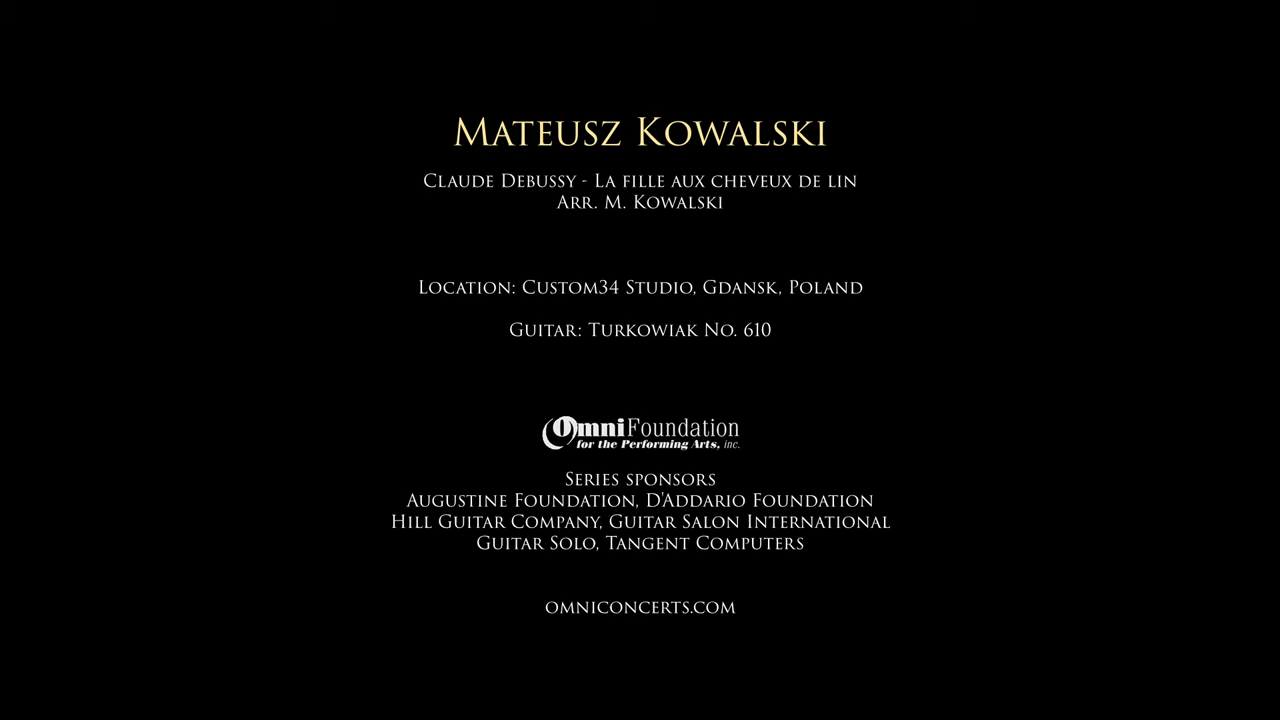 Mateusz Kowalski
Claude Debussy - La fille aux cheveux de lin
Arr. M. Kowalski
Location: Custom34 Studio, Gdansk, Poland
Guitar: Turkowiak No. 610
OmniFoundation
for the Performing Arts, inc.
Series sponsors
Augustine Foundation, D'Addario Foundation
Hill Guitar Company, Guitar Salon International
Guitar Solo, Tangent Computers
omniconcerts.com